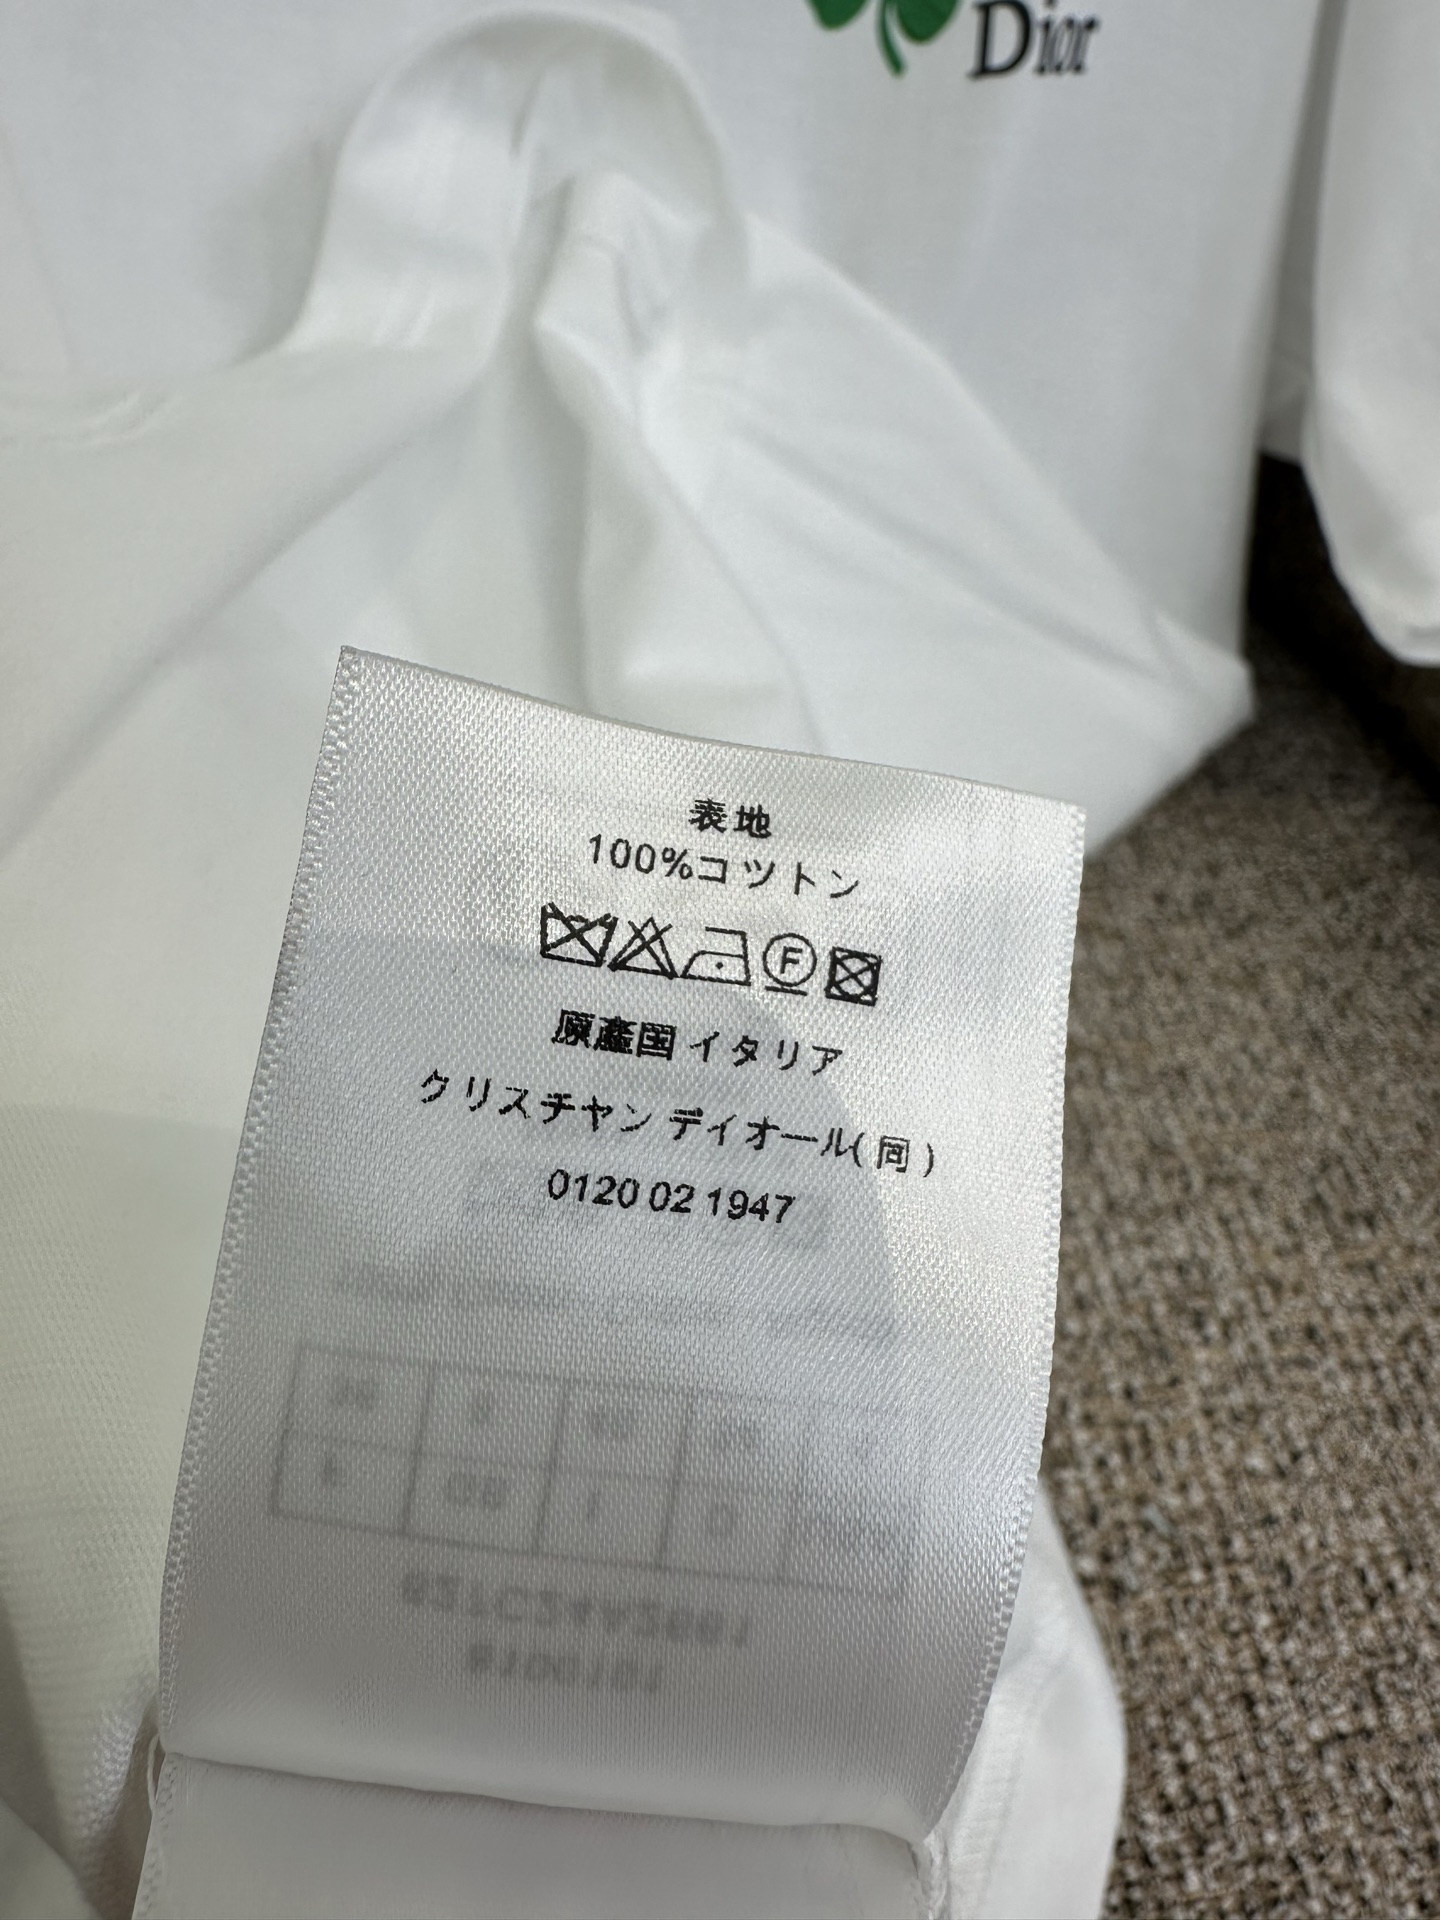 Dior
表地
100%コットン
F
原産国 イタリア
クリスチャン ディオール(同)
0120 02 1947